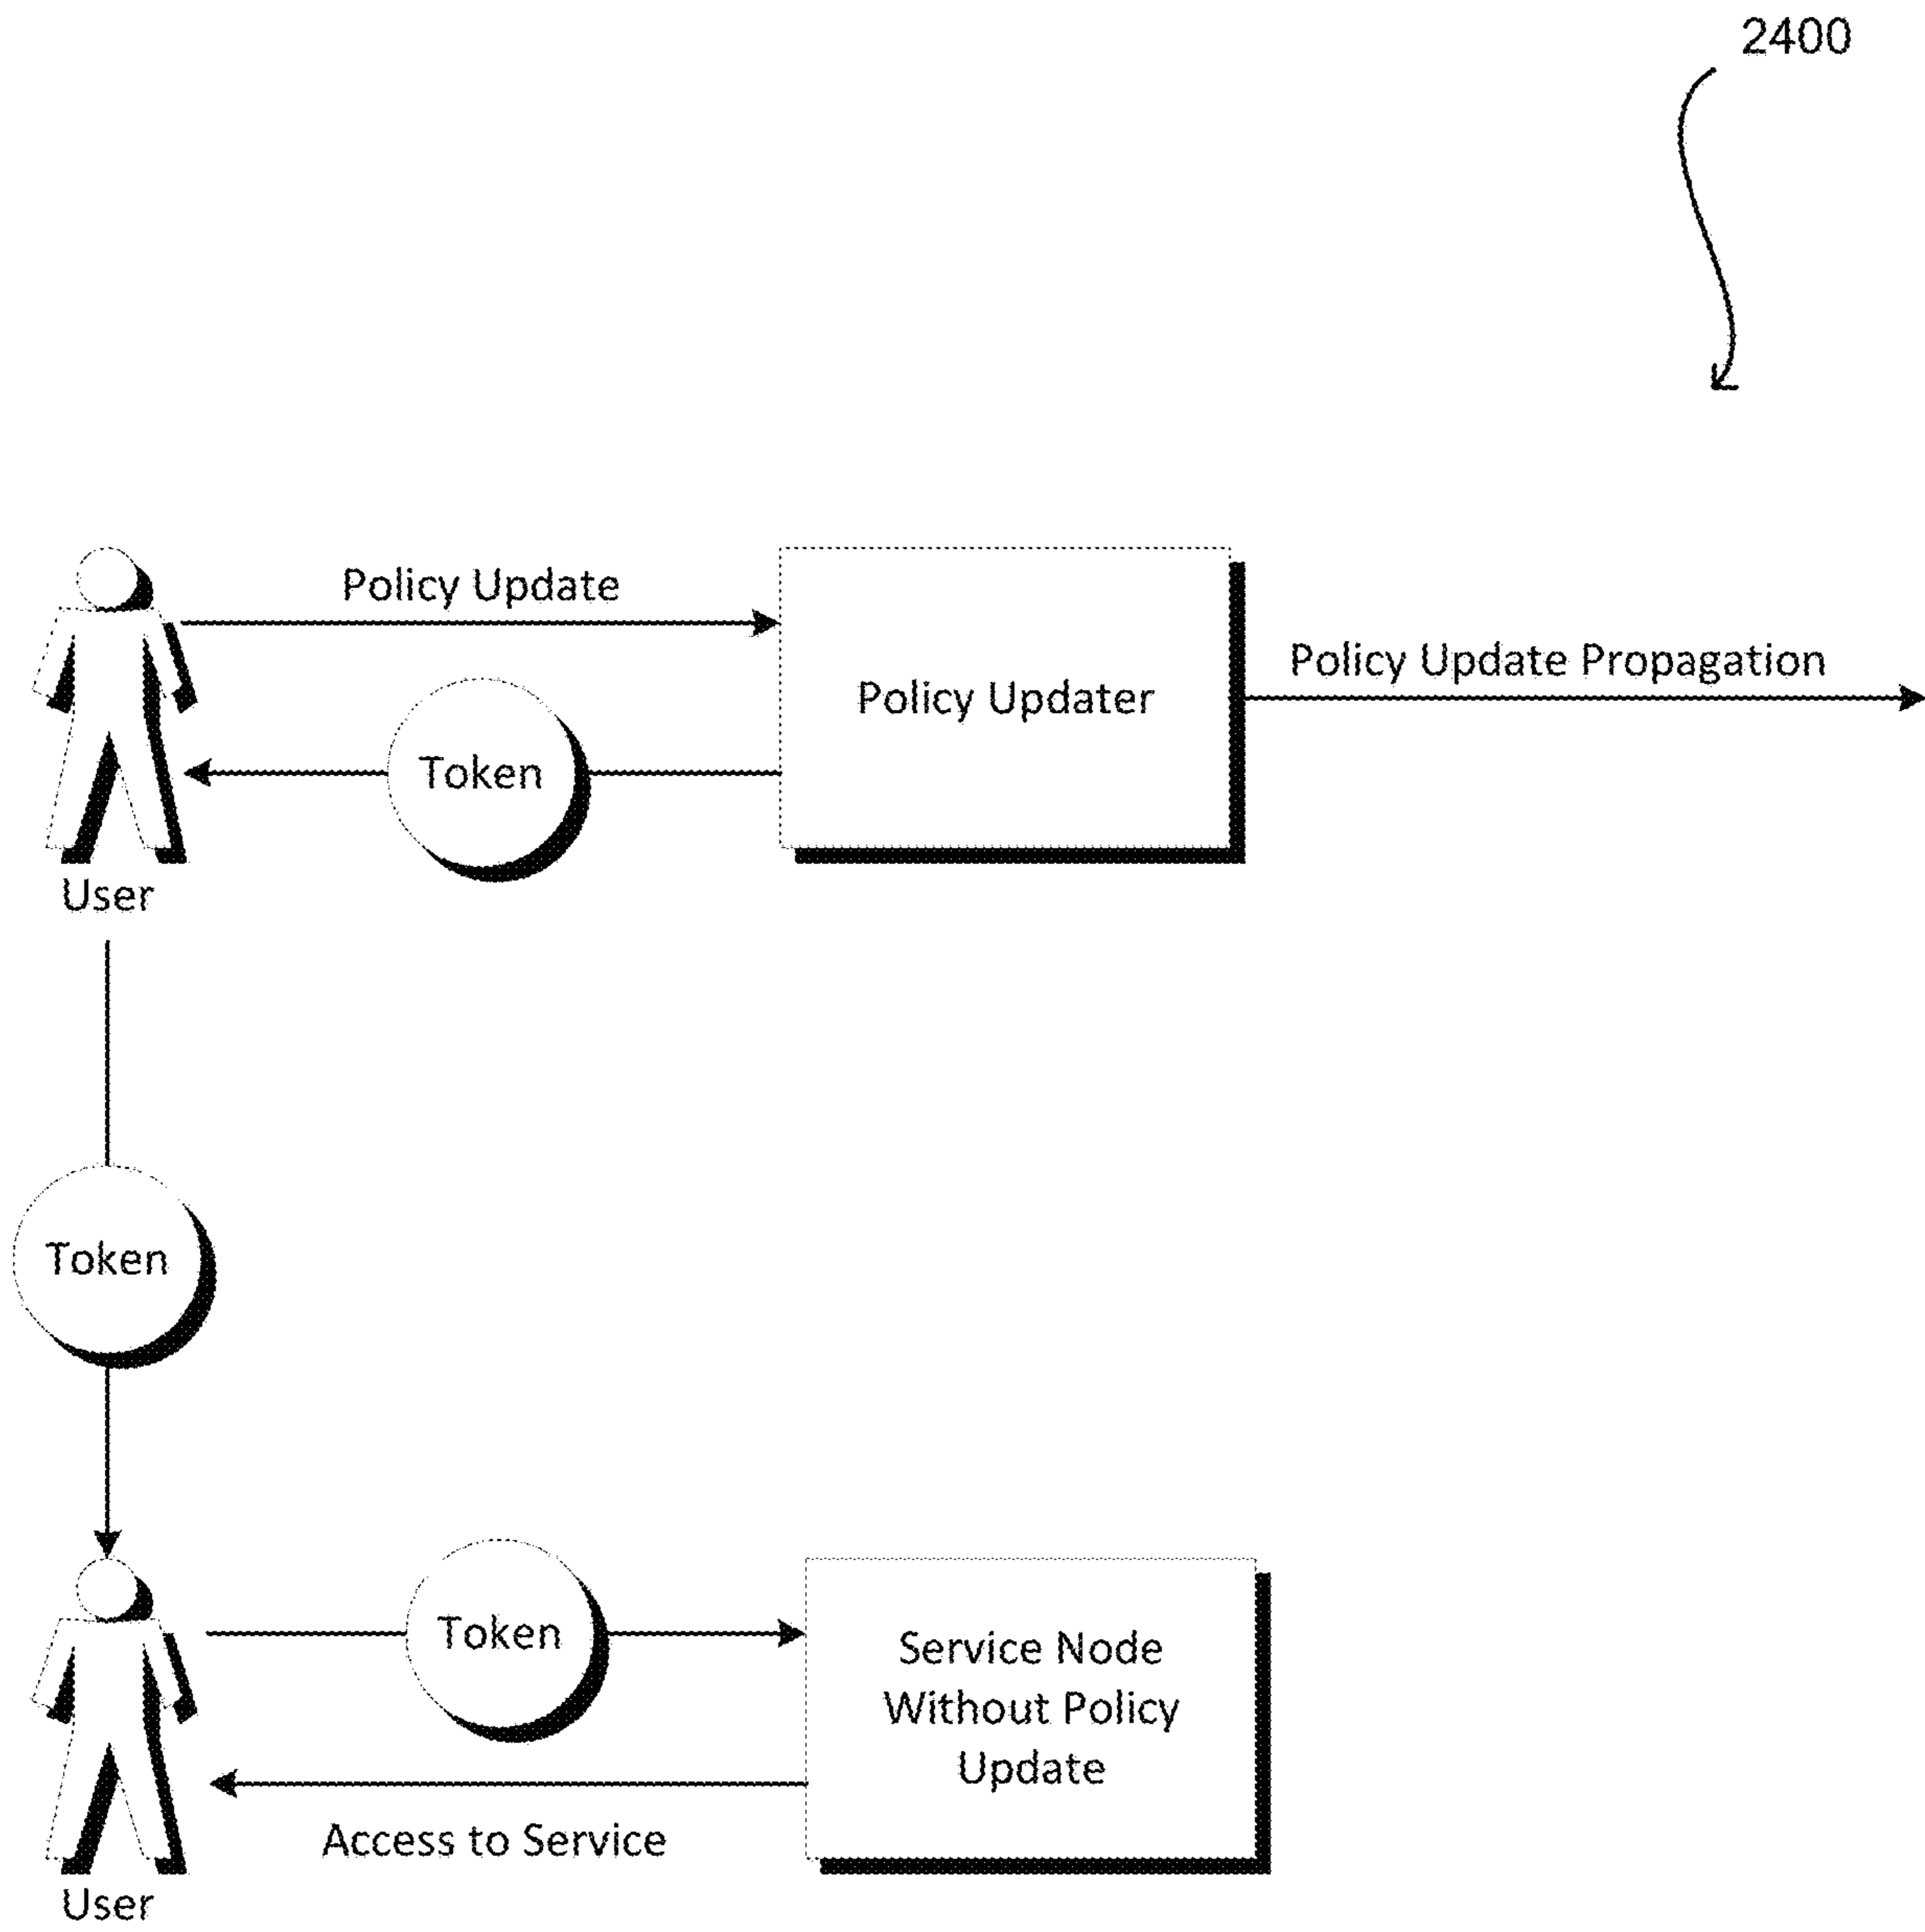 2400
Policy Update
Policy Updater
Policy Update Propagation
Token
User
Token
Token
Service Node
Without Policy
Update
Access to Service
User